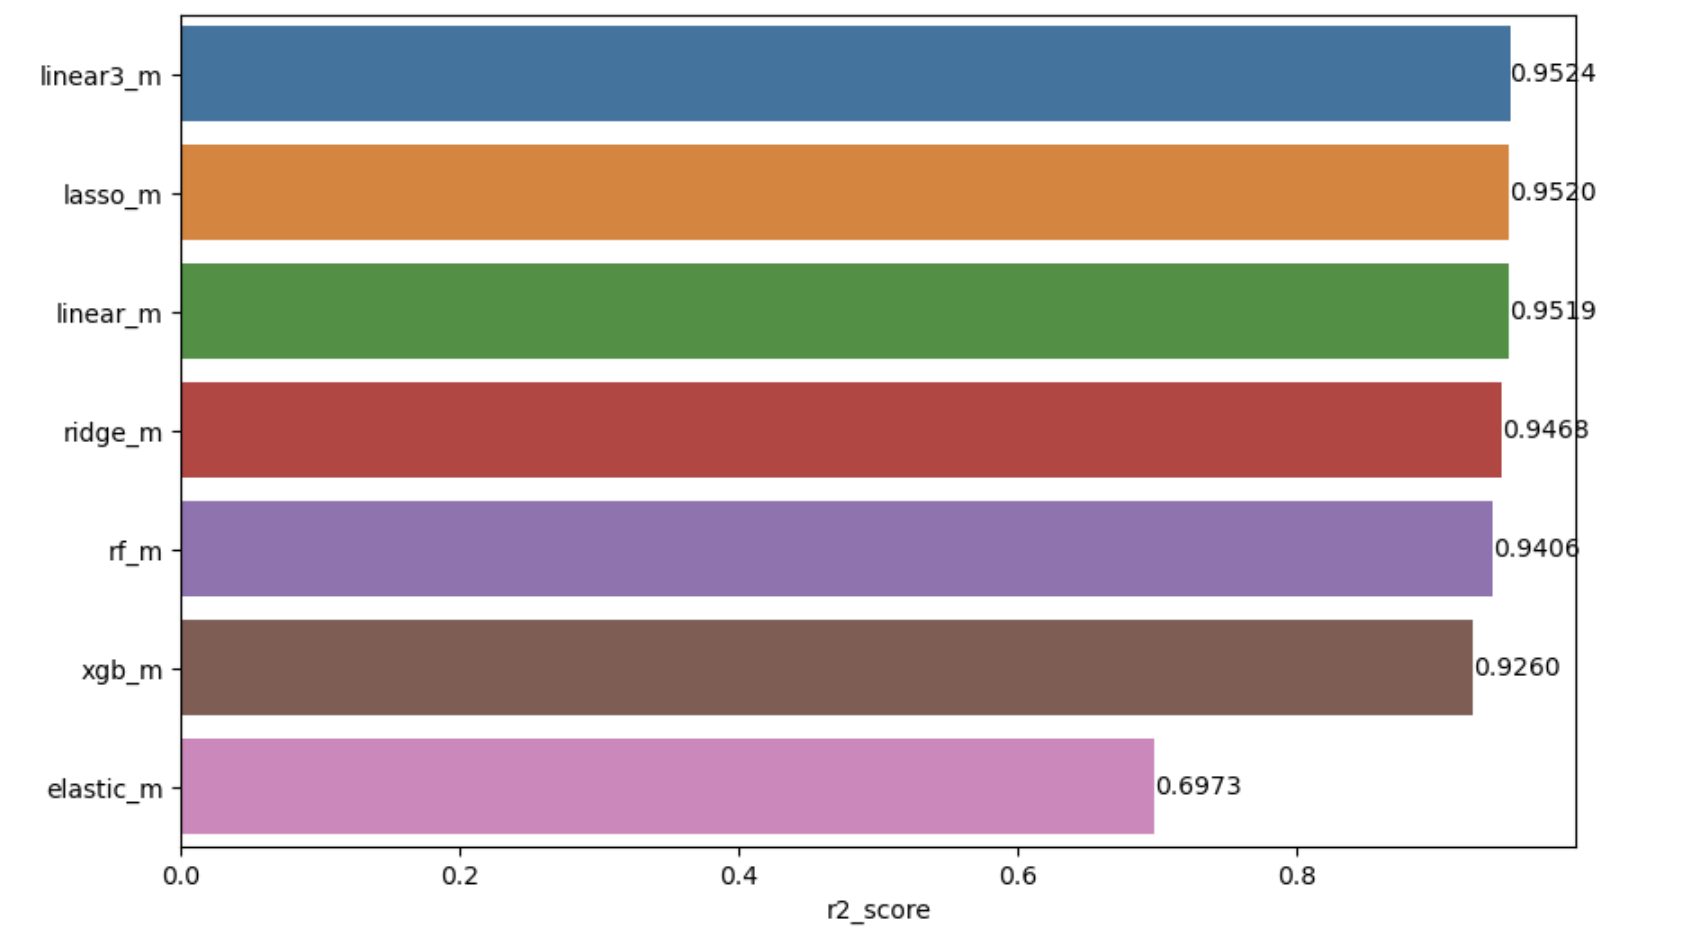 linear3_m 0.9524
lasso_m 0.9520
linear_m 0.9519
ridge_m 0.9468
rf_m 0.9406
xgb_m 0.9260
elastic_m 0.6973
0.0 0.2 0.4 0.6 0.8
r2_score